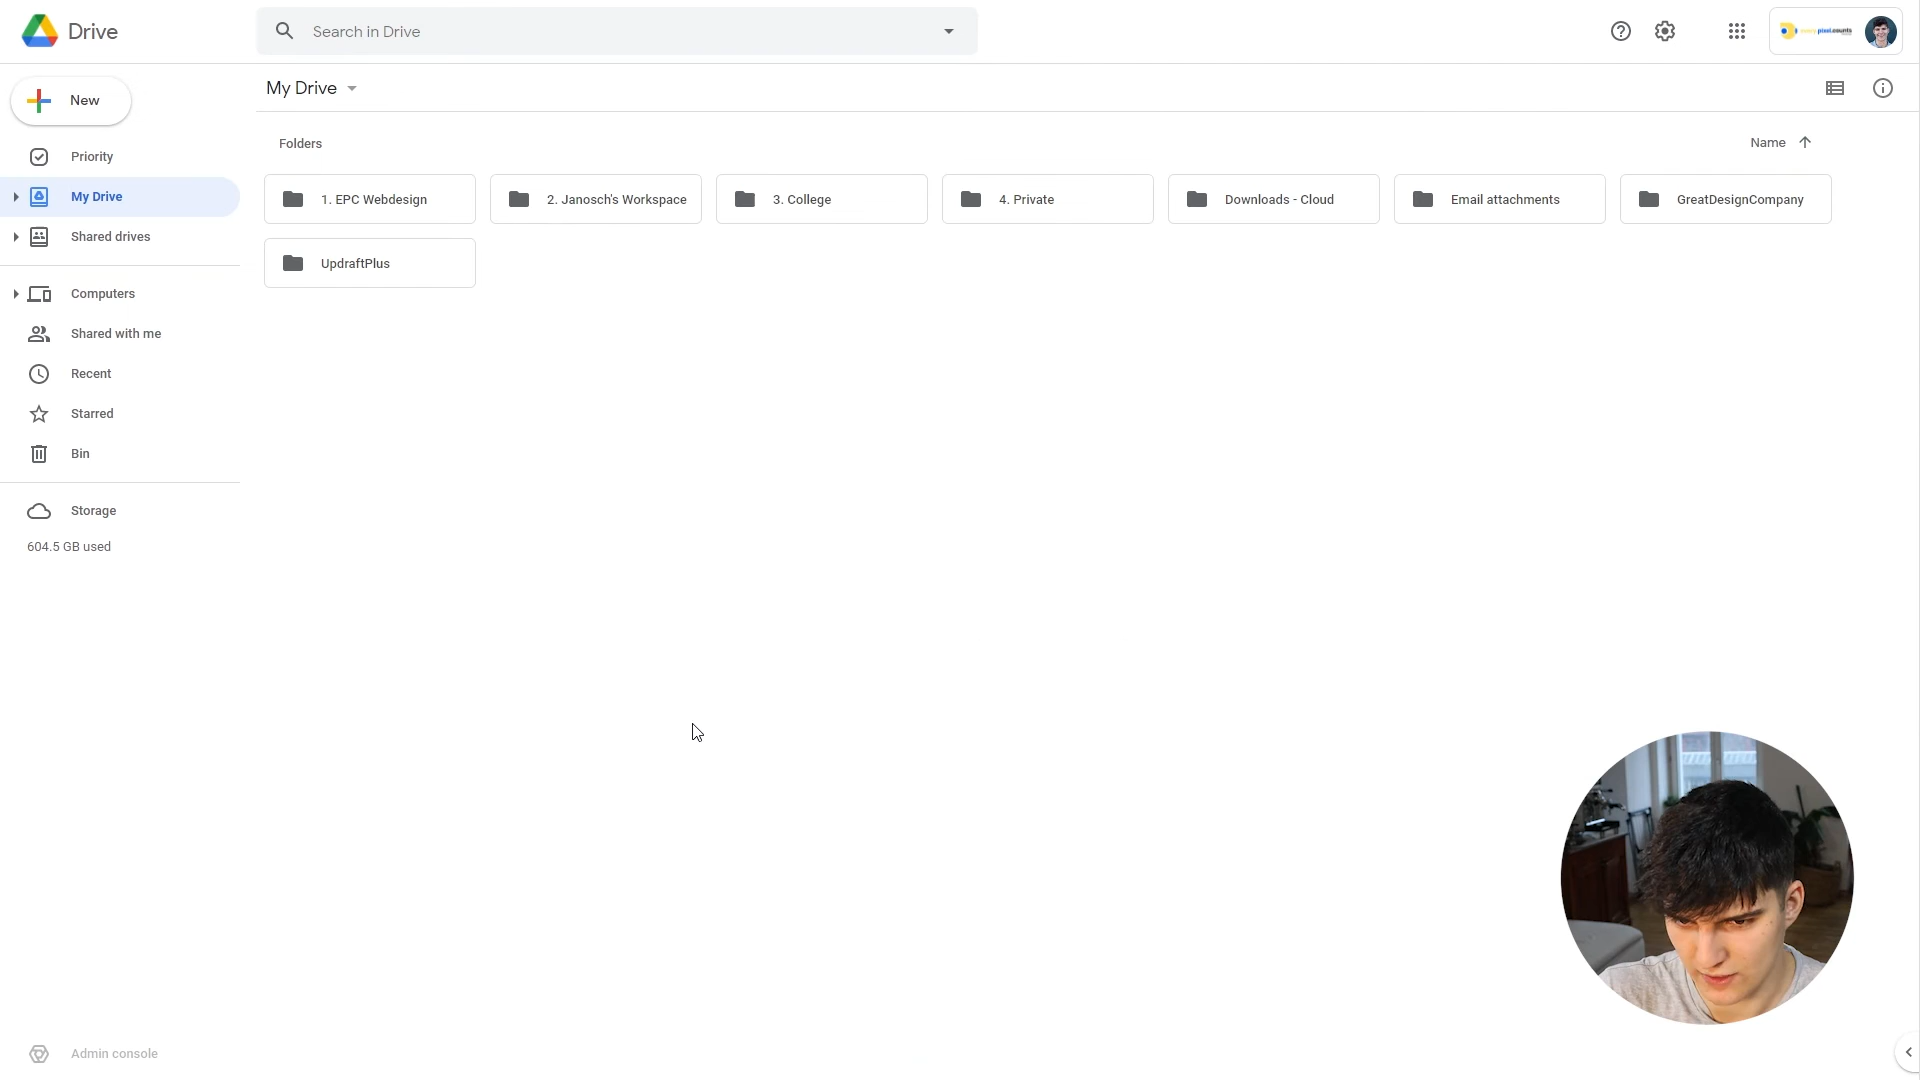 Drive
Search in Drive
New
My Drive
Priority
My Drive
Shared drives
Computers
Shared with me
Recent
Starred
Bin
Storage
604.5 GB used
Admin console
Folders
Name
1. EPC Webdesign
2. Janosch's Workspace
3. College
4. Private
Downloads - Cloud
Email attachments
GreatDesignCompany
UpdraftPlus